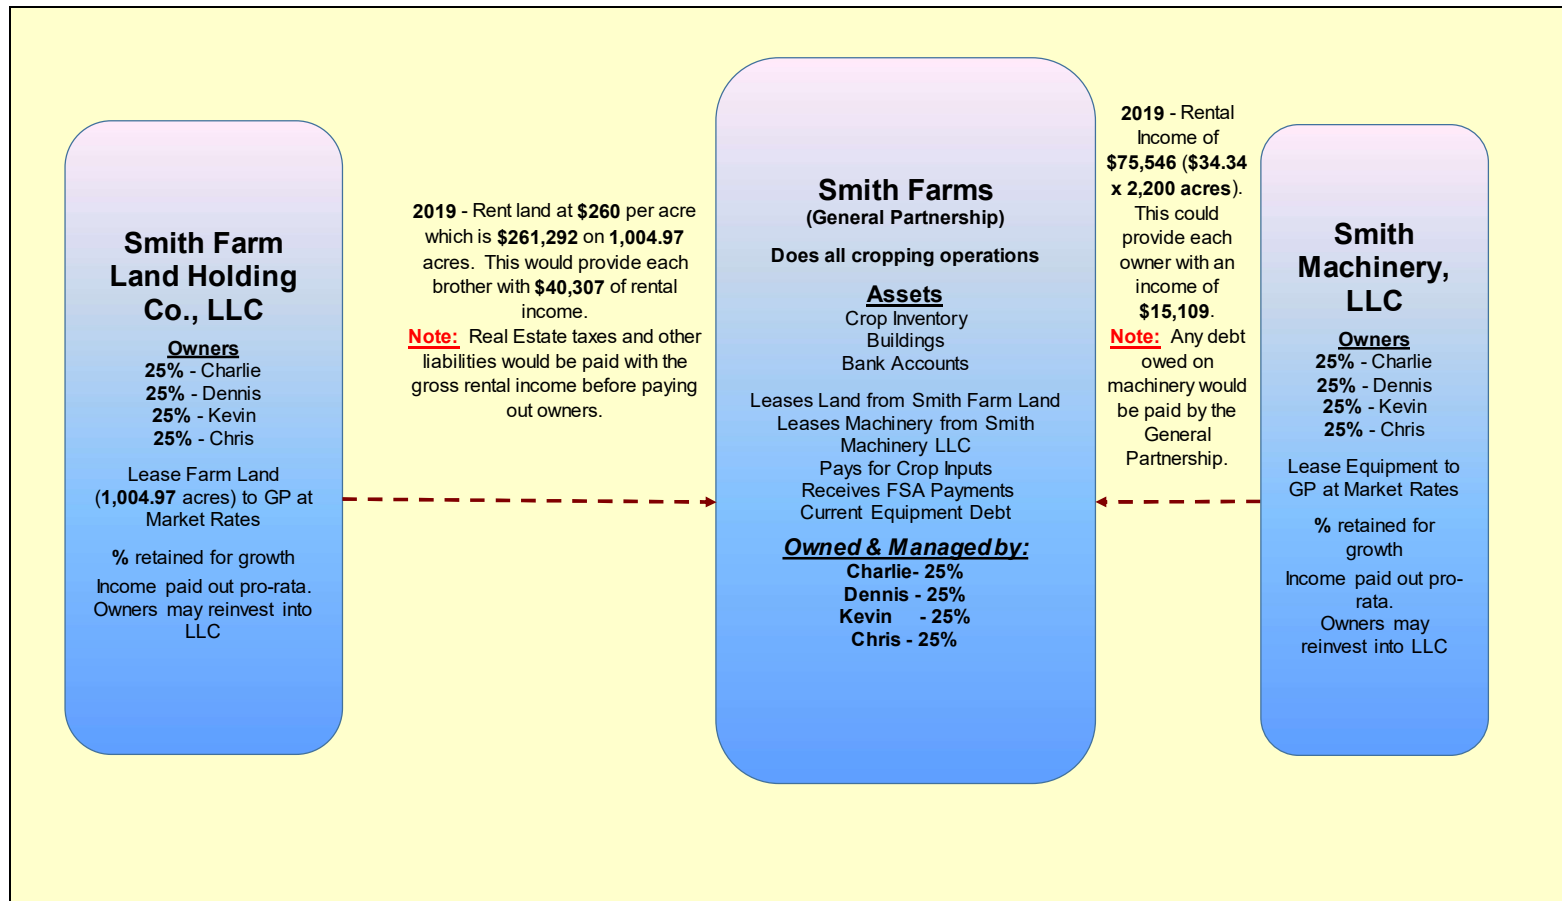 Smith Farm
Land Holding
Co., LLC
Owners
25% - Charlie
25% - Dennis
25% - Kevin
25% - Chris
Lease Farm Land
(1,004.97 acres) to GP at
Market Rates
% retained for growth
Income paid out pro-rata.
Owners may reinvest into
LLC
2019 - Rent land at $260 per acre
which is $261,292 on 1,004.97
acres. This would provide each
brother with $40,307 of rental
income.
Note: Real Estate taxes and other
liabilities would be paid with the
gross rental income before paying
out owners.
Smith Farms
(General Partnership)
Does all cropping operations
Assets
Crop Inventory
Buildings
Bank Accounts
Leases Land from Smith Farm Land
Leases Machinery from Smith
Machinery LLC
Pays for Crop Inputs
Receives FSA Payments
Current Equipment Debt
Owned & Managed by:
Charlie- 25%
Dennis - 25%
Kevin - 25%
Chris - 25%
2019 - Rental
Income of
$75,546 ($34.34
x 2,200 acres).
This could
provide each
owner with an
income of
$15,109.
Note: Any debt
owed on
machinery would
be paid by the
General
Partnership.
Smith
Machinery,
LLC
Owners
25% - Charlie
25% - Dennis
25% - Kevin
25% - Chris
Lease Equipment to
GP at Market Rates
% retained for
growth
Income paid out pro-
rata.
Owners may
reinvest into LLC